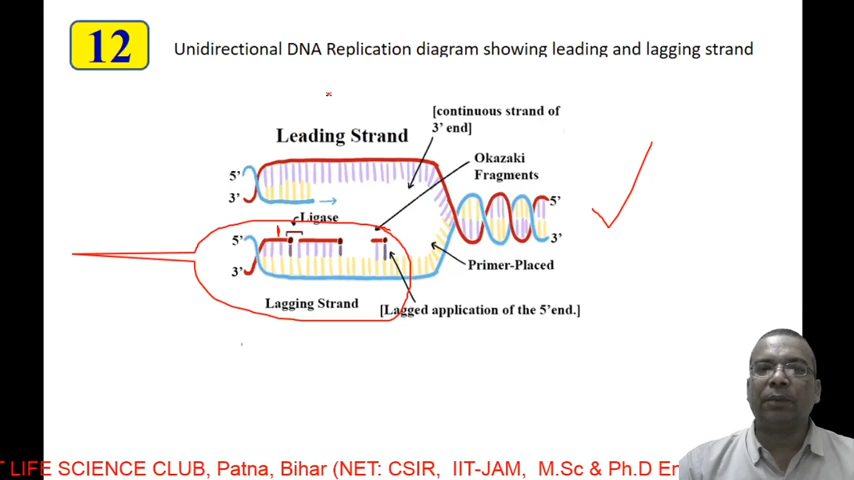 12
Unidirectional DNA Replication diagram showing leading and lagging strand
[continuous strand of
3’ end]
Leading Strand
Okazaki
Fragments
5’
3’
5’
3’
Ligase
5’
3’
Primer-Placed
Lagging Strand
[Lagged application of the 5’end.]
LIFE SCIENCE CLUB, Patna, Bihar (NET: CSIR, IIT-JAM, M.Sc & Ph.D